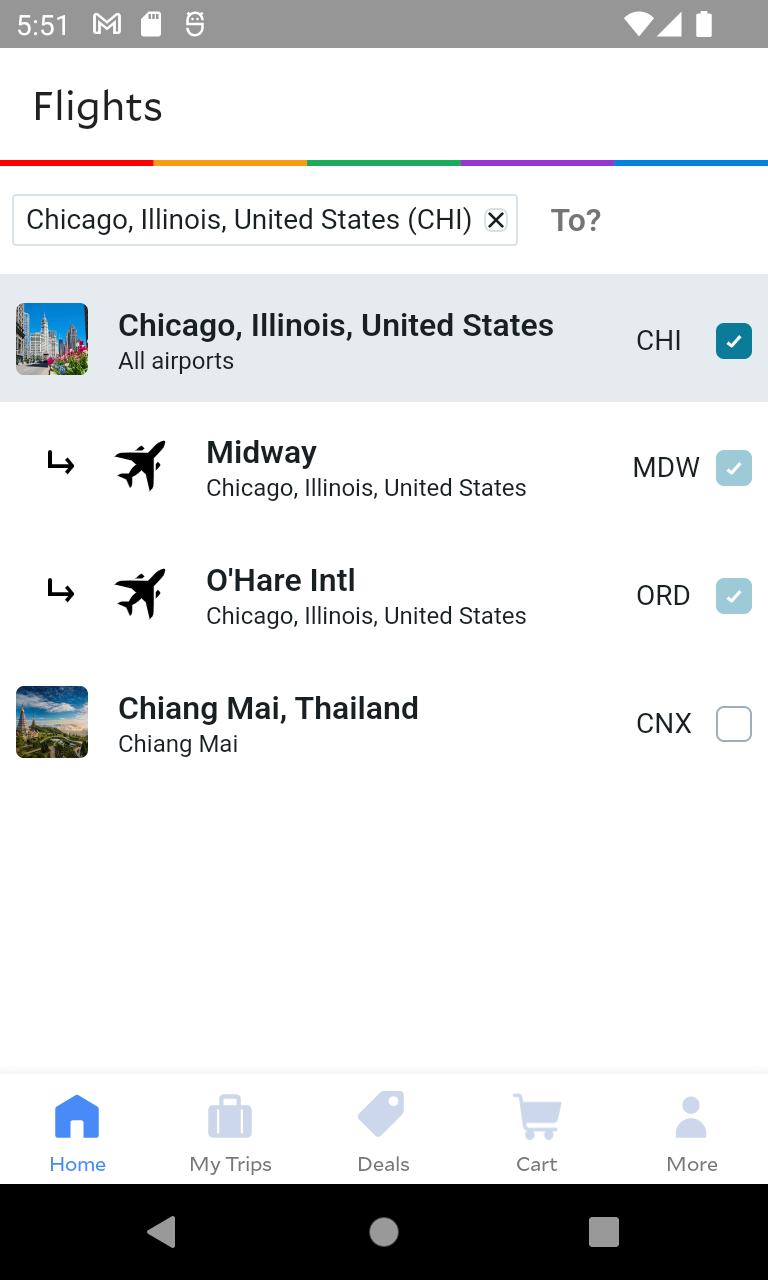 5:51
Flights
Chicago, Illinois, United States (CHI)
To?
Chicago, Illinois, United States
All airports
CHI
Midway
Chicago, Illinois, United States
MDW
O'Hare Intl
Chicago, Illinois, United States
ORD
Chiang Mai, Thailand
Chiang Mai
CNX
Home
My Trips
Deals
Cart
More